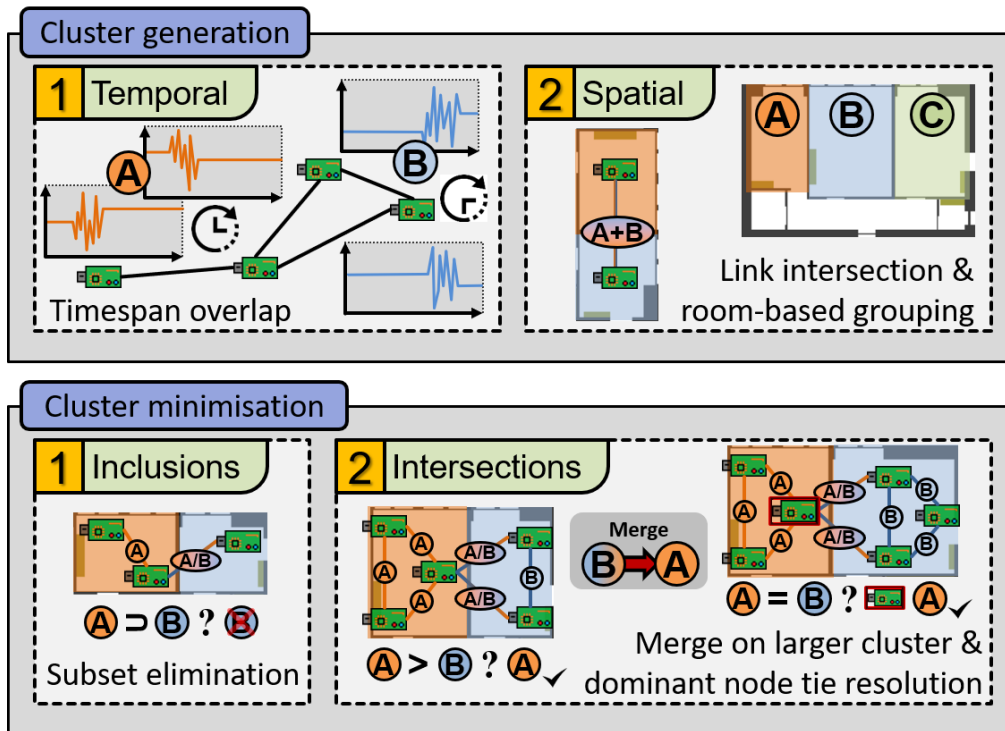 Cluster generation
1 Temporal
A
B
Timespan overlap
2 Spatial
A+B
A B C
Link intersection &
room-based grouping
Cluster minimisation
1 Inclusions
A
A/B
A ⊃ B ? B
Subset elimination
2 Intersections
A
A
A
A/B
A/B
B
A > B ? A ✓
Merge
B A
A
A
A
A/B
A/B
B
B
B
A = B ? A ✓
Merge on larger cluster &
dominant node tie resolution